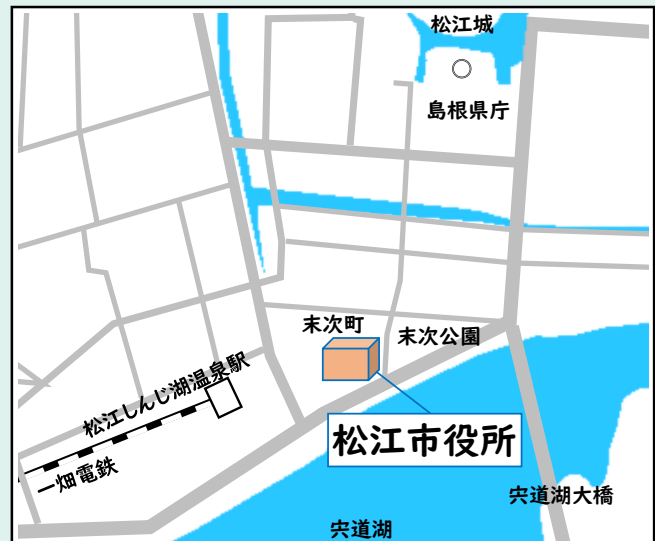 松江城
島根県庁
末次町
末次公園
松江しんじ湖温泉駅
松江市役所
一畑電鉄
宍道湖大橋
宍道湖